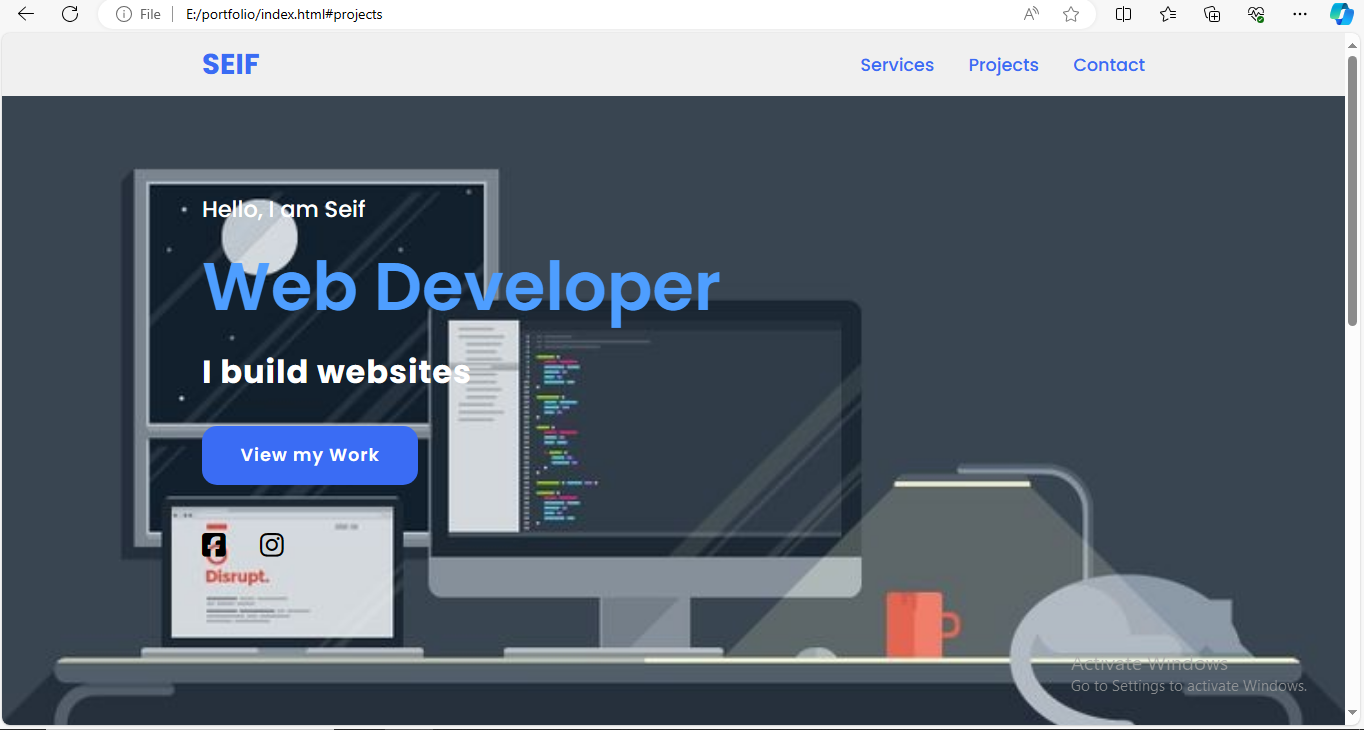 File
E:/portfolio/index.html#projects
SEIF
Services Projects Contact
Hello, I am Seif
Web Developer
I build websites
View my Work
Disrupt.
Activate Windows
Go to Settings to activate Windows.